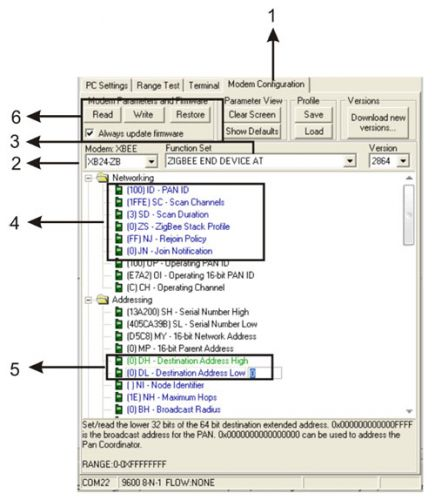 1
PC Settings Range Test Terminal Modem Configuration
Modem Parameters and Firmware Parameter View Profile Versions
6 Read Write Restore Clear Screen Save Download new versions...
Always update firmware Show Defaults Load
3 Modem: XBEE Function Set Version
2 XB24-ZB ZIGBEE END DEVICE AT 2864
Networking
4
(100) ID - PAN ID
(1FFE) SC - Scan Channels
(3) SD - Scan Duration
(0) ZS - ZigBee Stack Profile
(FF) NJ - Rejoin Policy
(0) JN - Join Notification
(100) OP - Operating PAN ID
(E7A2) OI - Operating 16-bit PAN ID
(C) CH - Operating Channel
Addressing
(13A200) SH - Serial Number High
(405CA39B) SL - Serial Number Low
(D5C8) MY - 16-bit Network Address
(0) MP - 16-bit Parent Address
5
(0) DH - Destination Address High
(0) DL - Destination Address Low 0
( ) NI - Node Identifier
(1E) NH - Maximum Hops
(0) BH - Broadcast Radius
Set/read the lower 32 bits of the 64 bit destination extended address. 0x000000000000FFFF
is the broadcast address for the PAN. 0x0000000000000000 can be used to address the
Pan Coordinator.
RANGE:0-0XFFFFFFFF
COM22 9600 8-N-1 FLOW:NONE